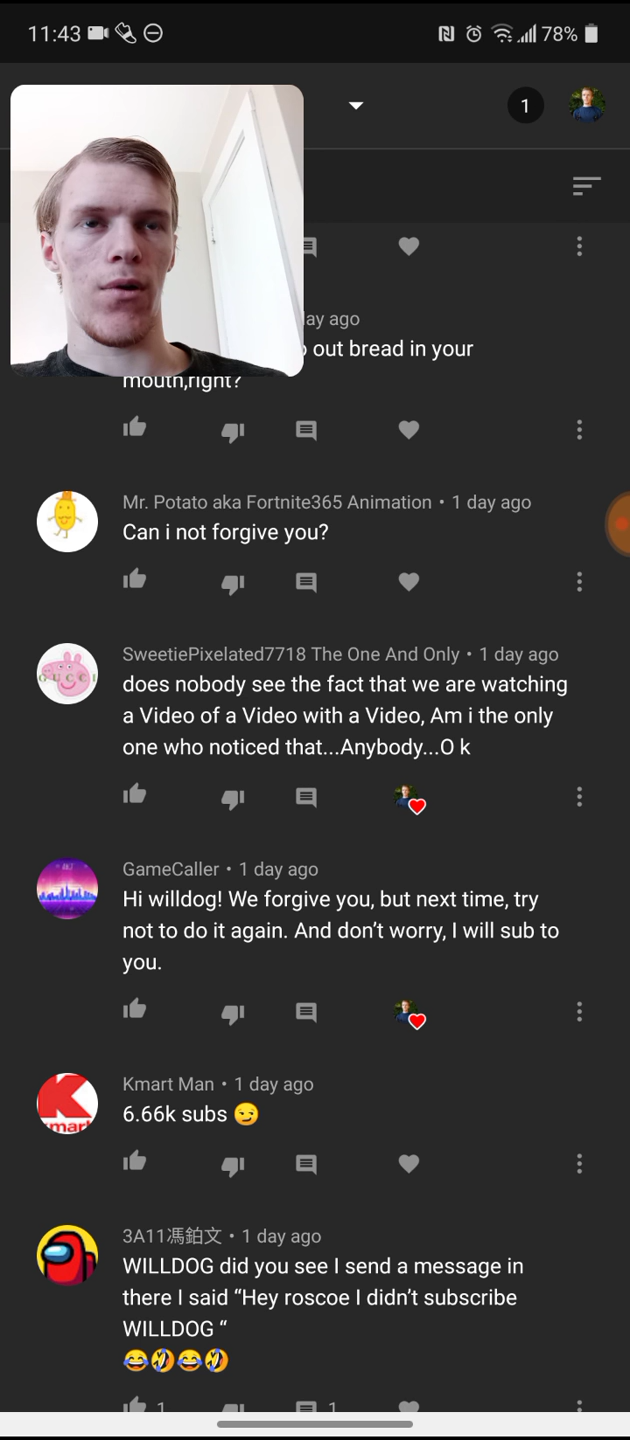 11:43
78%
1
day ago
out bread in your
mouth,right?
Mr. Potato aka Fortnite365 Animation • 1 day ago
Can i not forgive you?
SweetiePixelated7718 The One And Only • 1 day ago
GUCCI
does nobody see the fact that we are watching
a Video of a Video with a Video, Am i the only
one who noticed that...Anybody...O k
GameCaller • 1 day ago
Hi willdog! We forgive you, but next time, try
not to do it again. And don’t worry, I will sub to
you.
Kmart Man • 1 day ago
6.66k subs 😏
kmart
3A11馮鉑文 • 1 day ago
WILLDOG did you see I send a message in
there I said “Hey roscoe I didn’t subscribe
WILLDOG “
😂🤣😂🤣
1
1